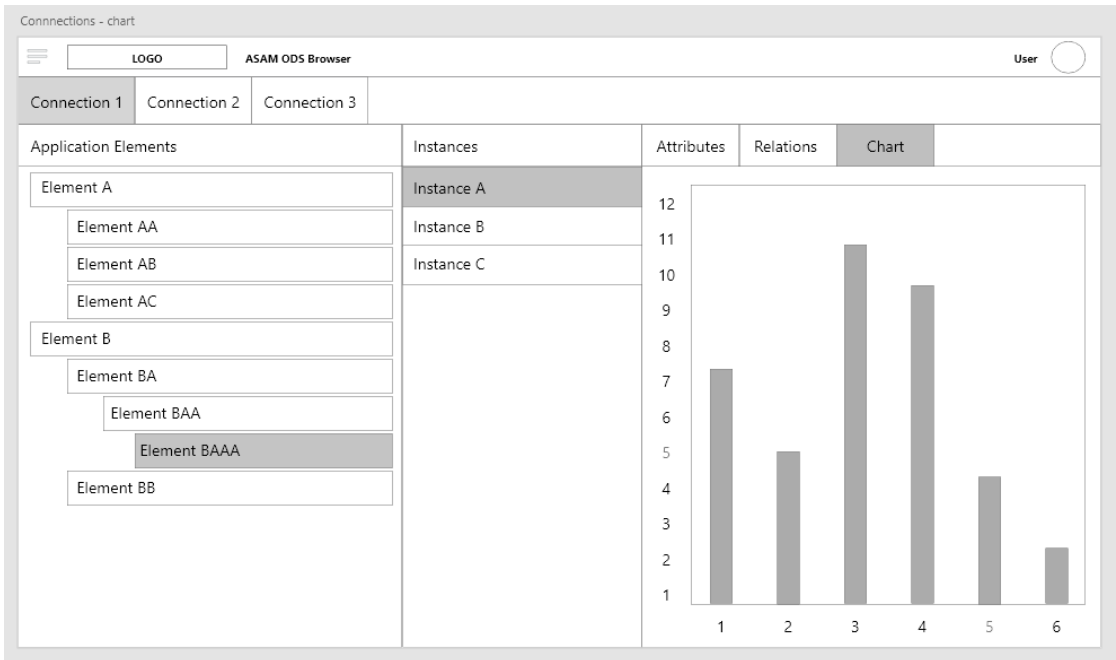 Connnections - chart
LOGO
ASAM ODS Browser
User
Connection 1
Connection 2
Connection 3
Application Elements
Instances
Attributes
Relations
Chart
Element A
Element AA
Element AB
Element AC
Element B
Element BA
Element BAA
Element BAAA
Element BB
Instance A
Instance B
Instance C
12
11
10
9
8
7
6
5
4
3
2
1
1 2 3 4 5 6